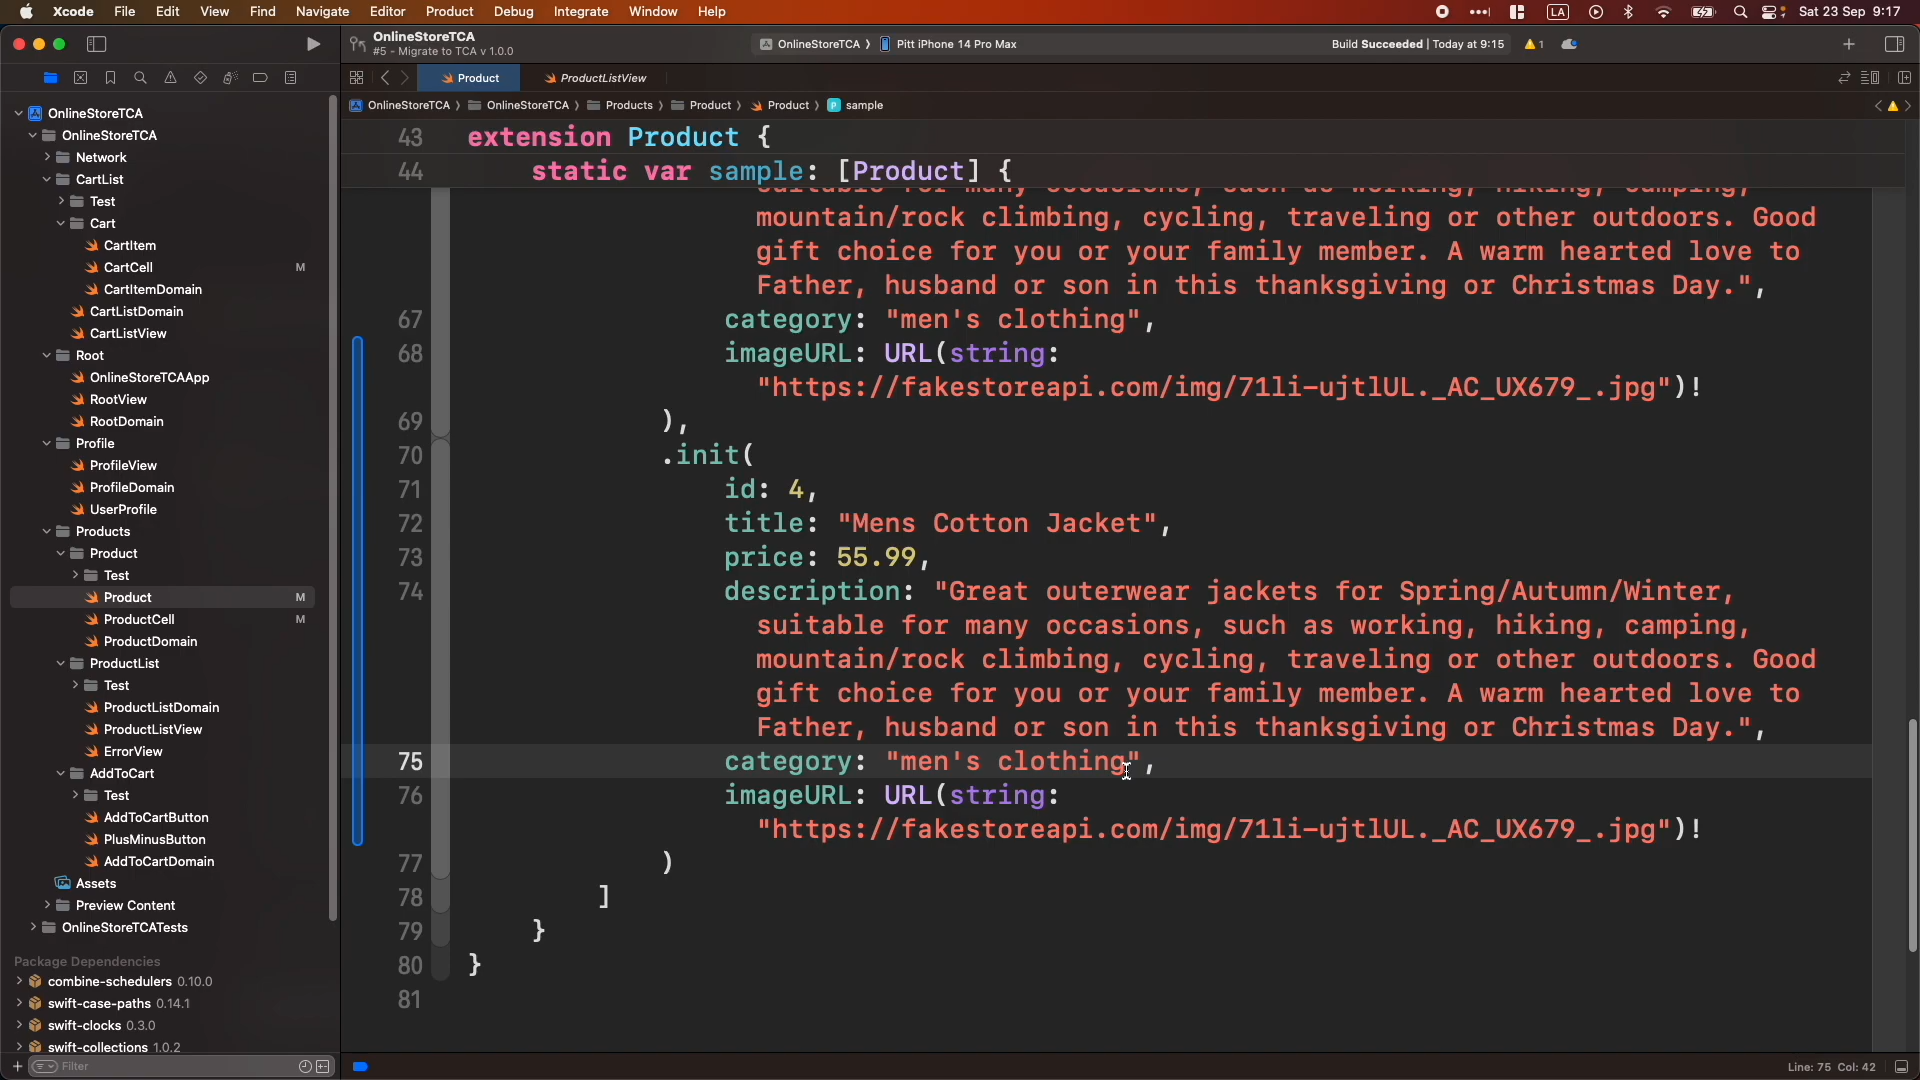 Xcode File Edit View Find Navigate Editor Product Debug Integrate Window Help LA Sat 23 Sep 9:17
OnlineStoreTCA
#5 - Migrate to TCA v 1.0.0
OnlineStoreTCA 〉 Pitt iPhone 14 Pro Max
Build Succeeded | Today at 9:15 1
Product ProductListView
OnlineStoreTCA 〉 OnlineStoreTCA 〉 Products 〉 Product 〉 Product 〉 P sample
OnlineStoreTCA
OnlineStoreTCA
Network
CartList
Test
Cart
CartItem
CartCell M
CartItemDomain
CartListDomain
CartListView
Root
OnlineStoreTCAApp
RootView
RootDomain
Profile
ProfileView
ProfileDomain
UserProfile
Products
Product
Test
Product M
ProductCell M
ProductDomain
ProductList
Test
ProductListDomain
ProductListView
ErrorView
AddToCart
Test
AddToCartButton
PlusMinusButton
AddToCartDomain
Assets
Preview Content
OnlineStoreTCATests
Package Dependencies
combine-schedulers 0.10.0
swift-case-paths 0.14.1
swift-clocks 0.3.0
swift-collections 1.0.2
Filter
43 extension Product {
44 static var sample: [Product] {
suitable for many occasions, such as working, hiking, camping,
mountain/rock climbing, cycling, traveling or other outdoors. Good
gift choice for you or your family member. A warm hearted love to
Father, husband or son in this thanksgiving or Christmas Day.",
67 category: "men's clothing",
68 imageURL: URL(string:
"https://fakestoreapi.com/img/71li-ujtlUL._AC_UX679_.jpg")!
69 ),
70 .init(
71 id: 4,
72 title: "Mens Cotton Jacket",
73 price: 55.99,
74 description: "Great outerwear jackets for Spring/Autumn/Winter,
suitable for many occasions, such as working, hiking, camping,
mountain/rock climbing, cycling, traveling or other outdoors. Good
gift choice for you or your family member. A warm hearted love to
Father, husband or son in this thanksgiving or Christmas Day.",
75 category: "men's clothing",
76 imageURL: URL(string:
"https://fakestoreapi.com/img/71li-ujtlUL._AC_UX679_.jpg")!
77 )
78 ]
79 }
80 }
81
Line: 75 Col: 42